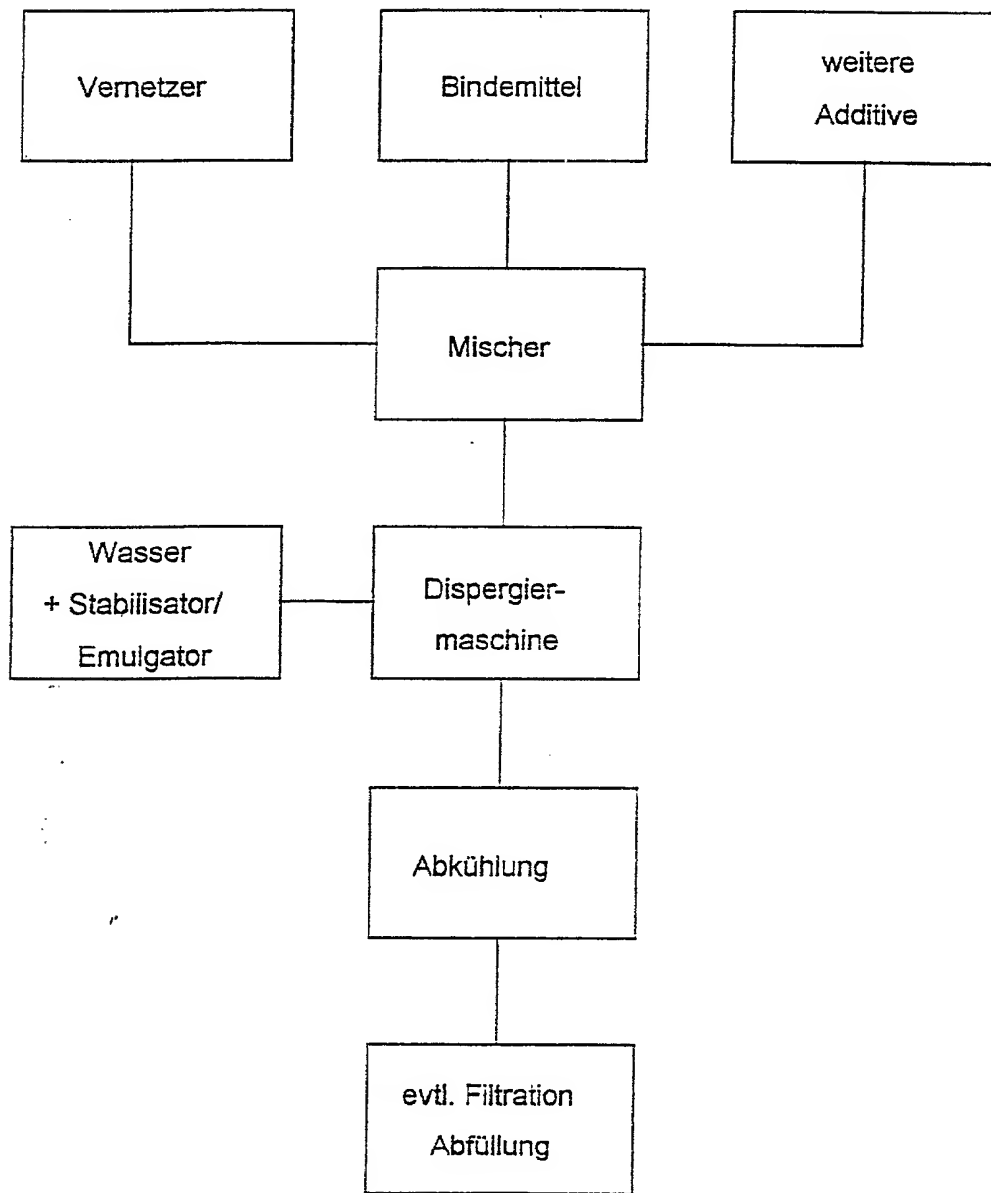 Vernetzer
Bindemittel
weitere
Additive
Mischer
Wasser
+ Stabilisator/
Emulgator
Dispergier-
maschine
Abkühlung
evtl. Filtration
Abfüllung